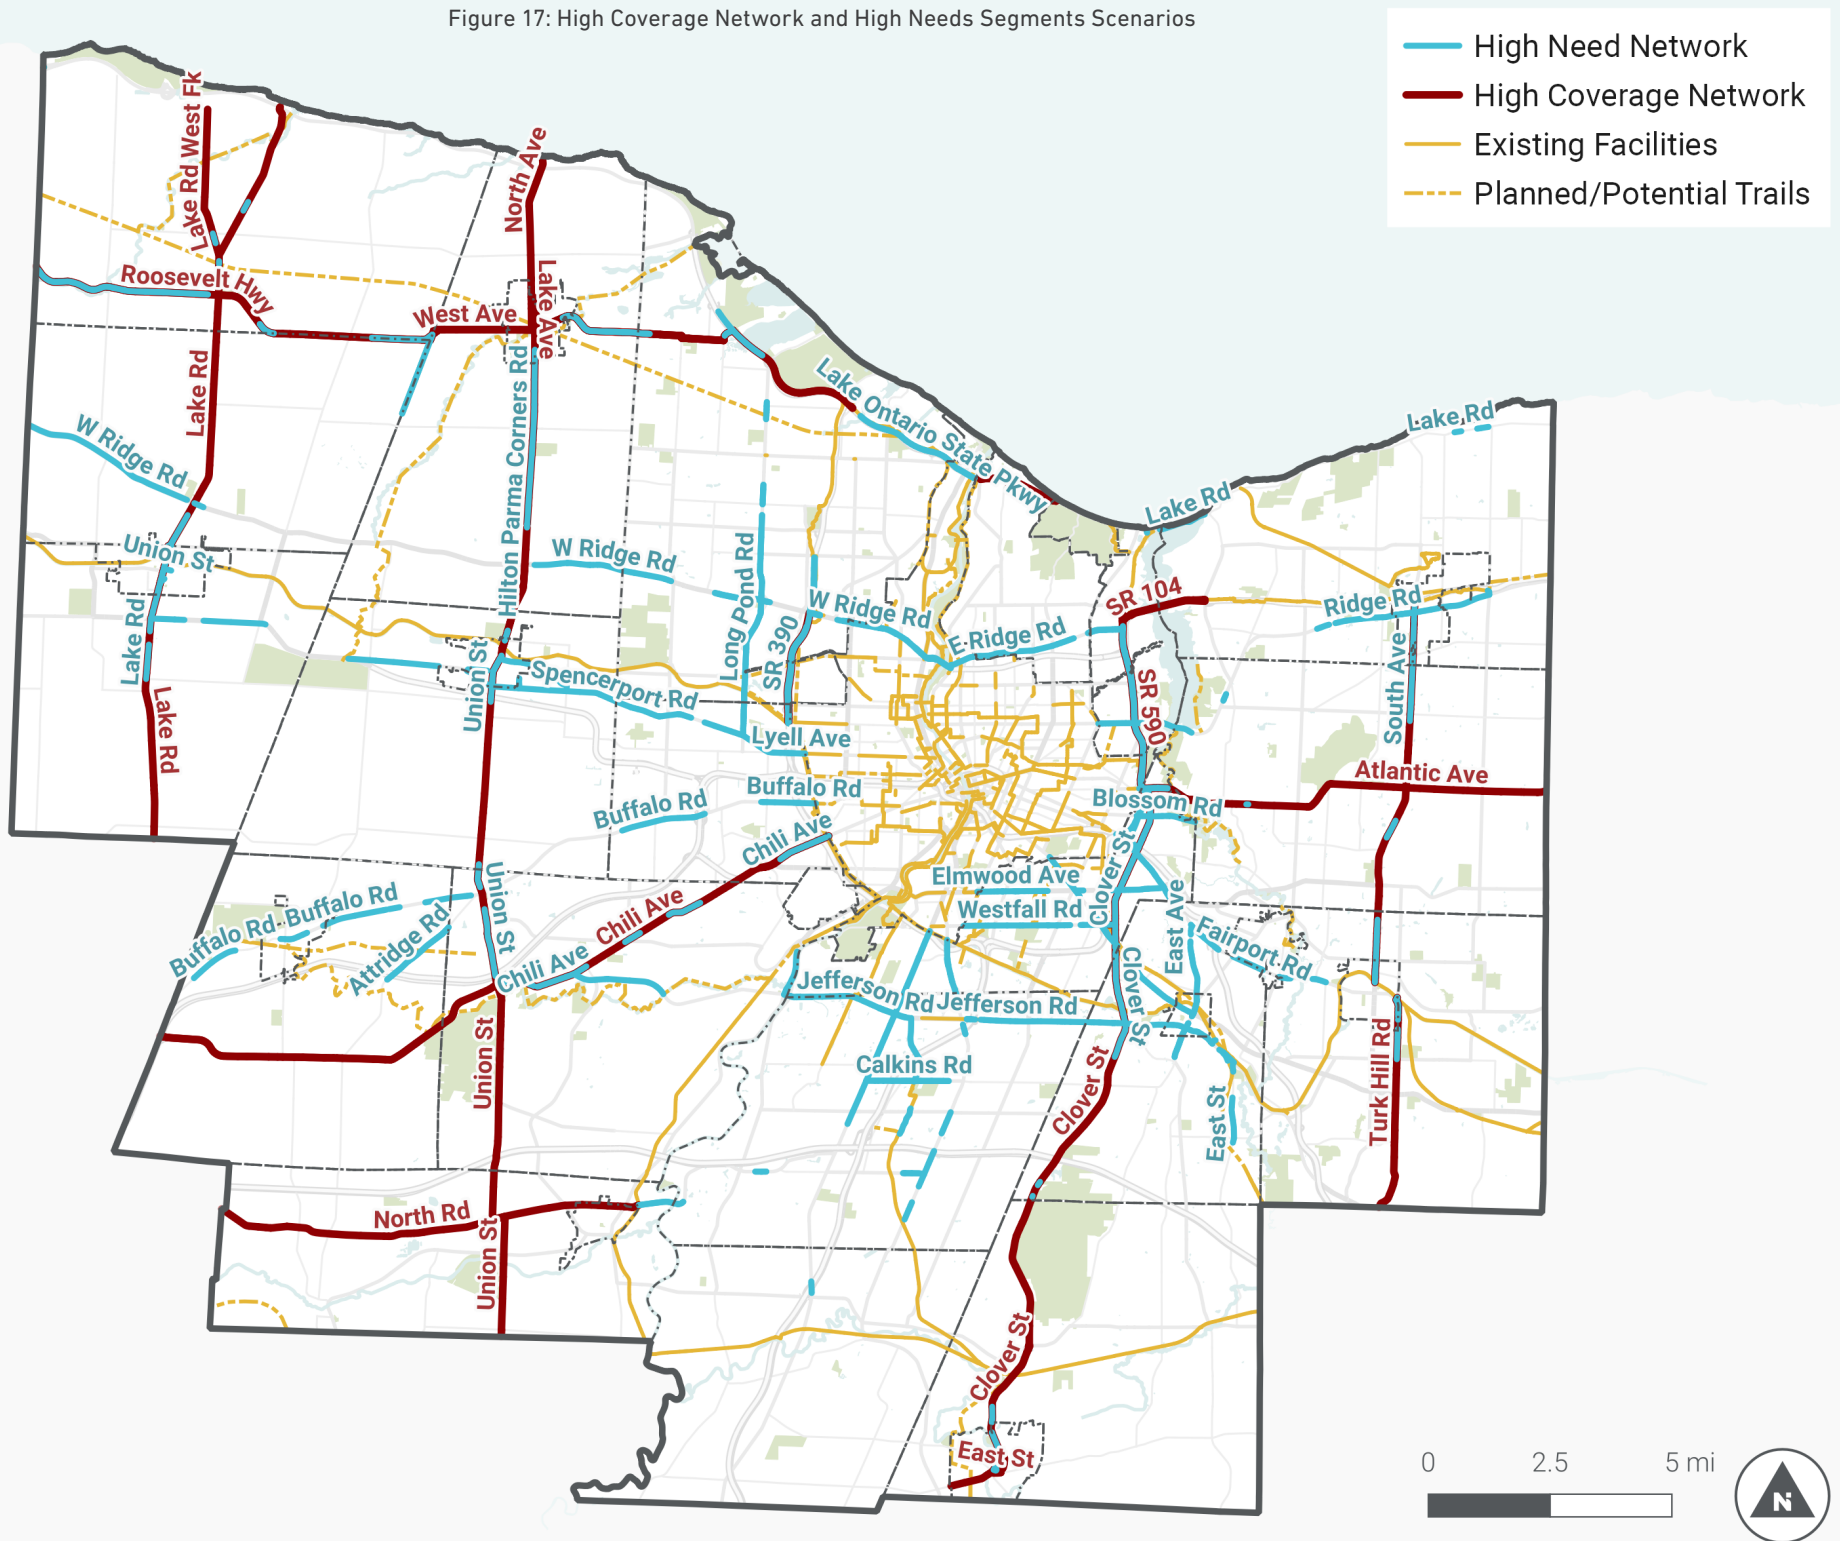 Figure 17: High Coverage Network and High Needs Segments Scenarios
High Need Network
High Coverage Network
Existing Facilities
Planned/Potential Trails
Lake Rd West Fk
Lake Rd
North Ave
Roosevelt Hwy
West Ave
Lake Ave
Lake Rd
W Ridge Rd
Hilton Parma Corners Rd
Lake Ontario State Pkwy
Lake Rd
Lake Rd
Union St
W Ridge Rd
Long Pond Rd
W Ridge Rd
SR 390
E Ridge Rd
SR 104
Ridge Rd
Lake Rd
Lake Rd
Union St
Spencerport Rd
Lyell Ave
SR 590
South Ave
Atlantic Ave
Buffalo Rd
Buffalo Rd
Blossom Rd
Chili Ave
Clover St
Elmwood Ave
Westfall Rd
East Ave
Fairport Rd
Union St
Buffalo Rd
Buffalo Rd
Attridge Rd
Chili Ave
Chili Ave
Jefferson Rd
Jefferson Rd
Clover St
Calkins Rd
Union St
Clover St
East St
Turk Hill Rd
North Rd
Union St
Clover St
East St
0 2.5 5 mi
N